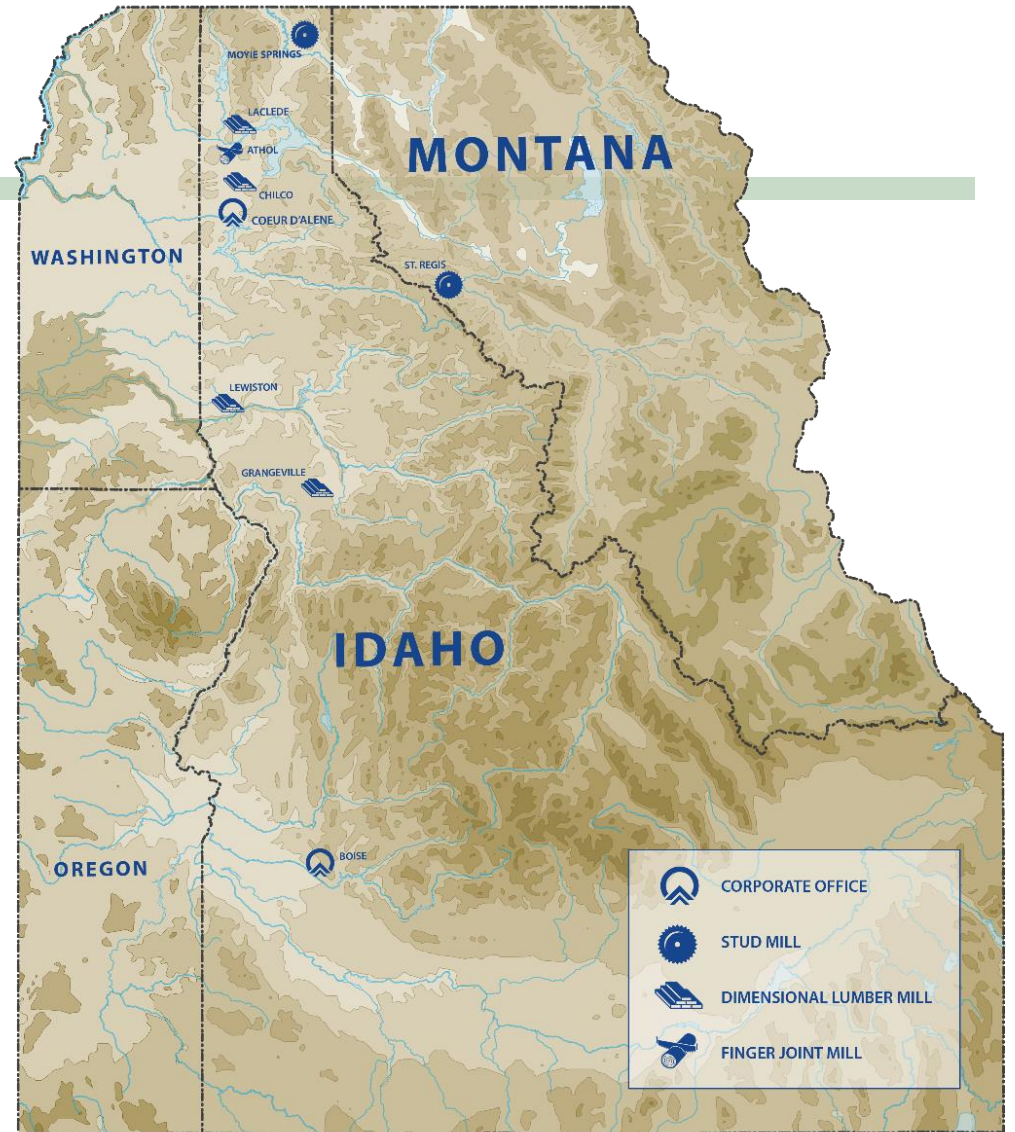 MOYIE SPRINGS
LACLEDE
MONTANA
ATHOL
CHILCO
COEUR D'ALENE
WASHINGTON
ST. REGIS
LEWISTON
GRANGEVILLE
IDAHO
BOISE
OREGON
CORPORATE OFFICE
STUD MILL
DIMENSIONAL LUMBER MILL
FINGER JOINT MILL